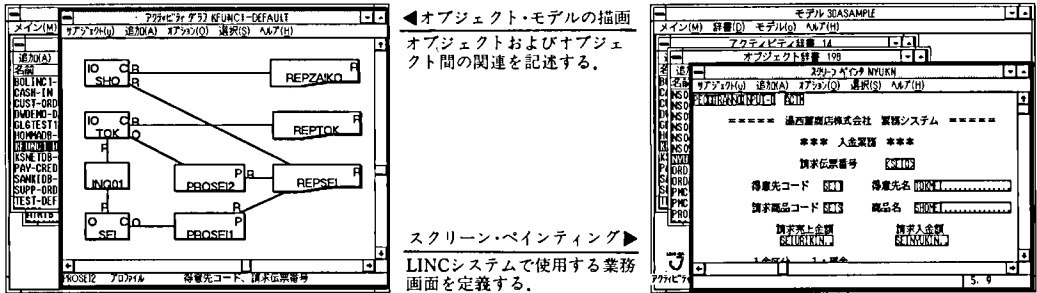 アクティビティ グラフ KFUNC1-DEFAULT
メイン(M)
サブジェクト(u) 追加(A) オプション(O) 選択(S) ヘルプ(H)
追加(A)
名前
BOLINC1-
CASH-IN
CUST-ORD
DWDEMO-D
GLGTEST1
HOMMADB-
KSNETDB-
PAY-CRED
SANKIDB-
SUPP-ORD
TEST-DEF
IO C R
SHO
R
REPZAIKO
IO C R
TOK
R O
R
REPTOK
INQ01
P R
PROSEI2
R
REPSEI
IO C O
SEI
P R
PROSEI1
PROSEI2 プロファイル 得意先コード、請求伝票番号
◀オブジェクト・モデルの描画
オブジェクトおよびオブジェ
クト間の関連を記述する.
スクリーン・ペインティング▶
LINCシステムで使用する業務
画面を定義する.
モデル 3DASAMPLE
メイン(M) 辞書(D) モデル(o) ヘルプ(H)
アクティビティ辞書 14
オブジェクト辞書 198
スクリーン ペインタ NYUKN
サブジェクト(u) 追加(A) オプション(O) 選択(S) ヘルプ(H)
===== 湯西麓商店株式会社 業務システム =====
*** 入金業務 ***
請求伝票番号
得意先コード 得意先名
請求商品コード 商品名
請求売上金額 請求入金額
5. 9